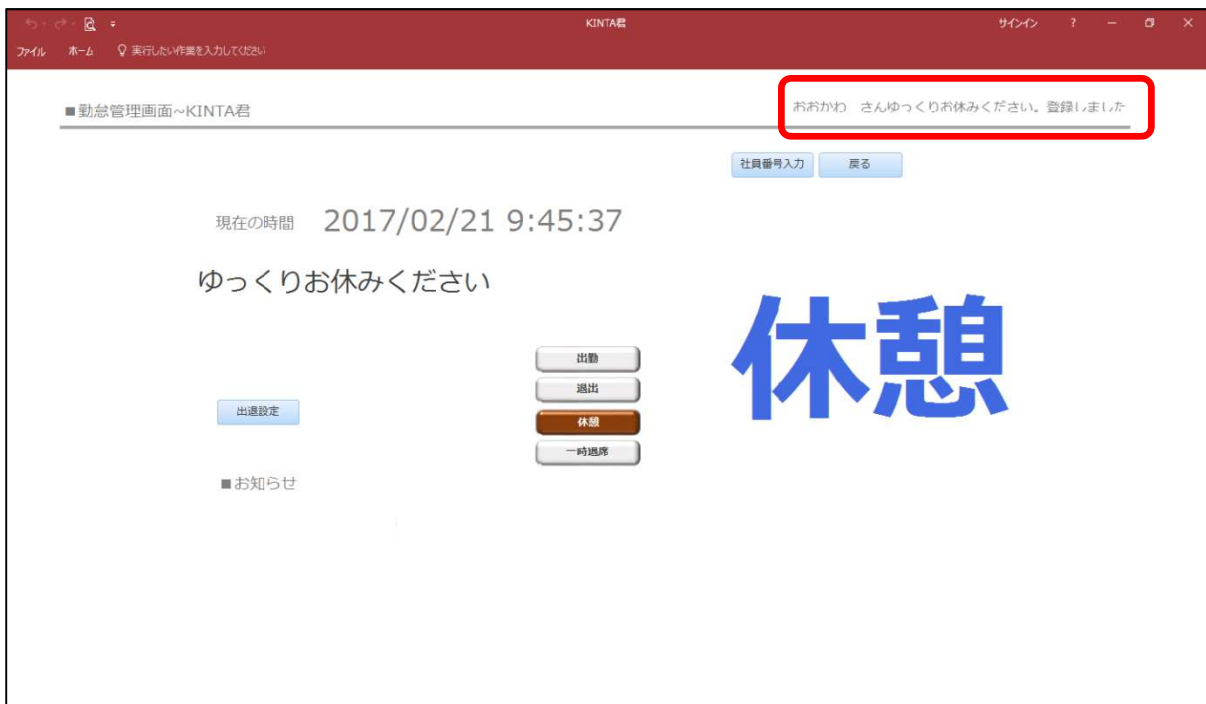 KINTA君
サインイン ?
ファイル ホーム 実行したい作業を入力してください
■勤怠管理画面~KINTA君
おおかわ さんゆっくりお休みください。登録しました
社員番号入力 戻る
現在の時間 2017/02/21 9:45:37
ゆっくりお休みください
休憩
出勤
退出
休憩
一時退席
出退設定
■お知らせ